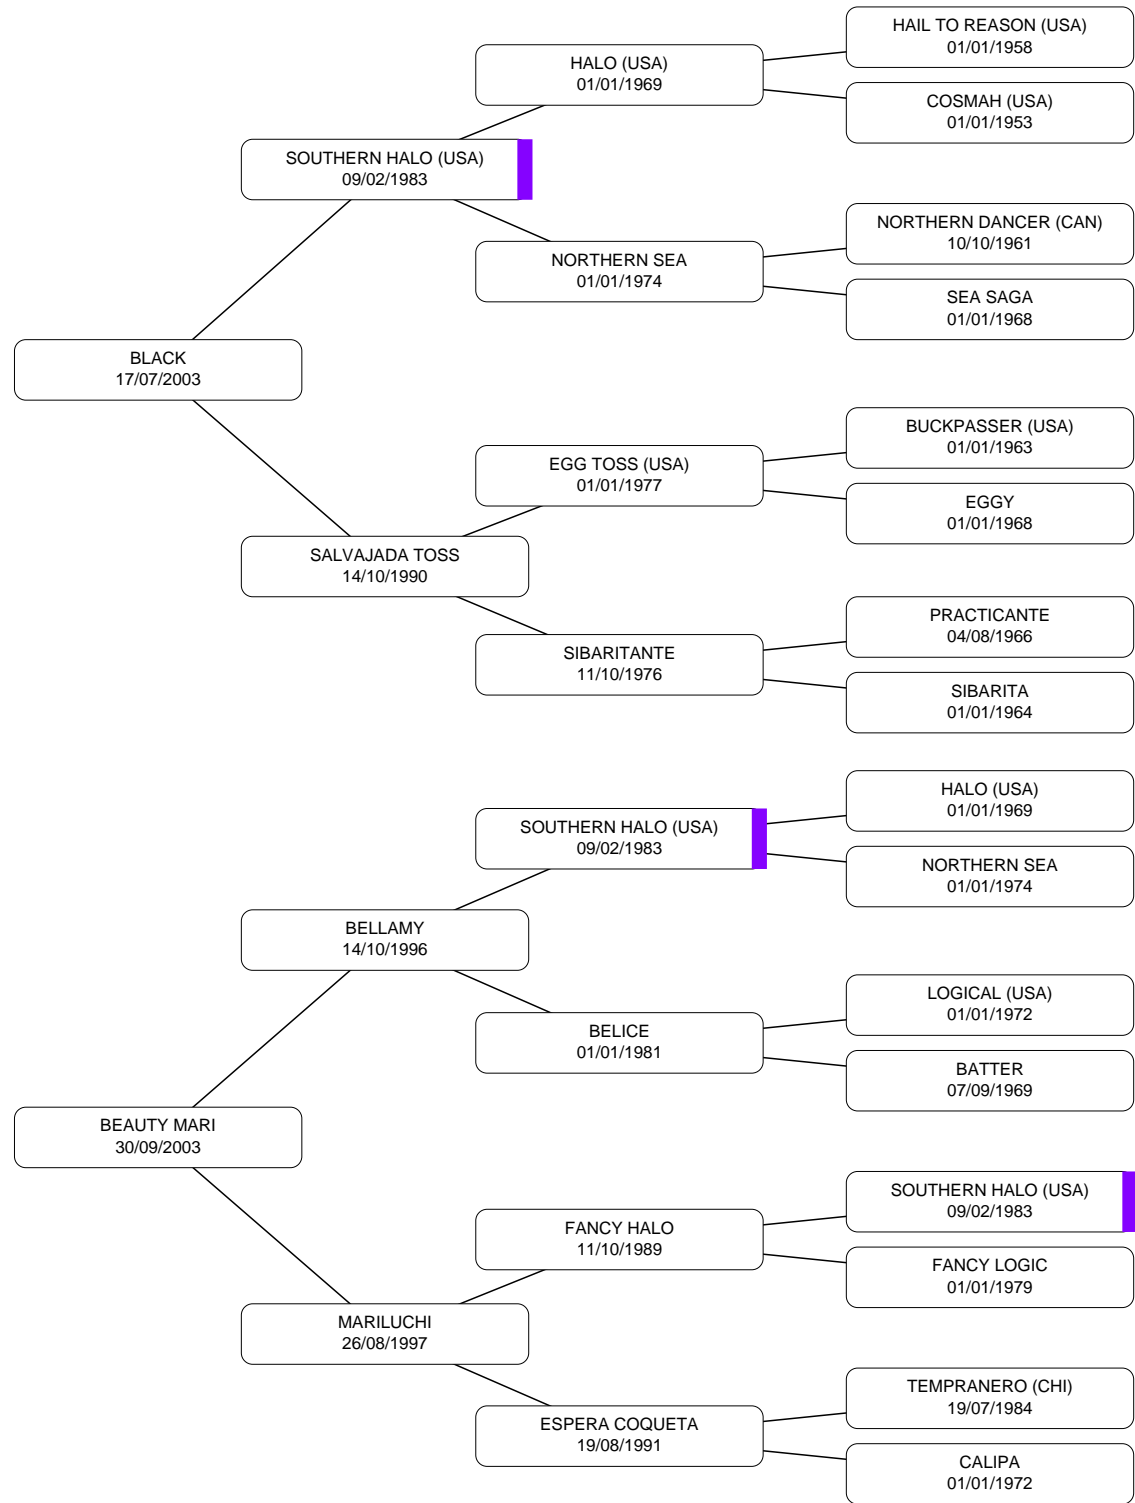 HAIL TO REASON (USA)
01/01/1958
HALO (USA)
01/01/1969
COSMAH (USA)
01/01/1953
SOUTHERN HALO (USA)
09/02/1983
NORTHERN DANCER (CAN)
10/10/1961
NORTHERN SEA
01/01/1974
SEA SAGA
01/01/1968
BLACK
17/07/2003
BUCKPASSER (USA)
01/01/1963
EGG TOSS (USA)
01/01/1977
EGGY
01/01/1968
SALVAJADA TOSS
14/10/1990
PRACTICANTE
04/08/1966
SIBARITANTE
11/10/1976
SIBARITA
01/01/1964
HALO (USA)
01/01/1969
SOUTHERN HALO (USA)
09/02/1983
NORTHERN SEA
01/01/1974
BELLAMY
14/10/1996
LOGICAL (USA)
01/01/1972
BELICE
01/01/1981
BATTER
07/09/1969
BEAUTY MARI
30/09/2003
SOUTHERN HALO (USA)
09/02/1983
FANCY HALO
11/10/1989
FANCY LOGIC
01/01/1979
MARILUCHI
26/08/1997
TEMPRANERO (CHI)
19/07/1984
ESPERA COQUETA
19/08/1991
CALIPA
01/01/1972